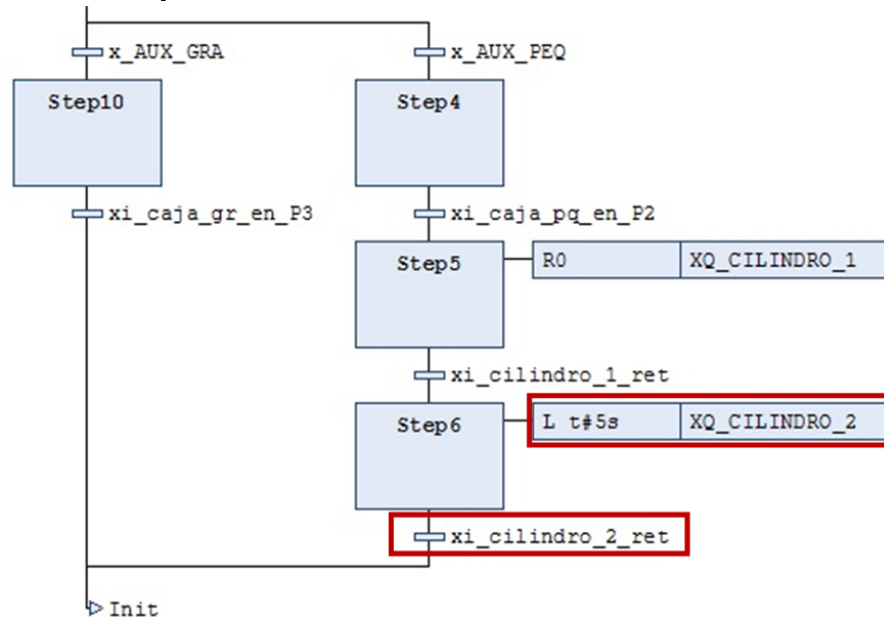 x_AUX_GRA
x_AUX_PEQ
Step10
Step4
xi_caja_gr_en_P3
xi_caja_pq_en_P2
Step5
R0
XQ_CILINDRO_1
xi_cilindro_1_ret
Step6
L t#5s
XQ_CILINDRO_2
xi_cilindro_2_ret
Init